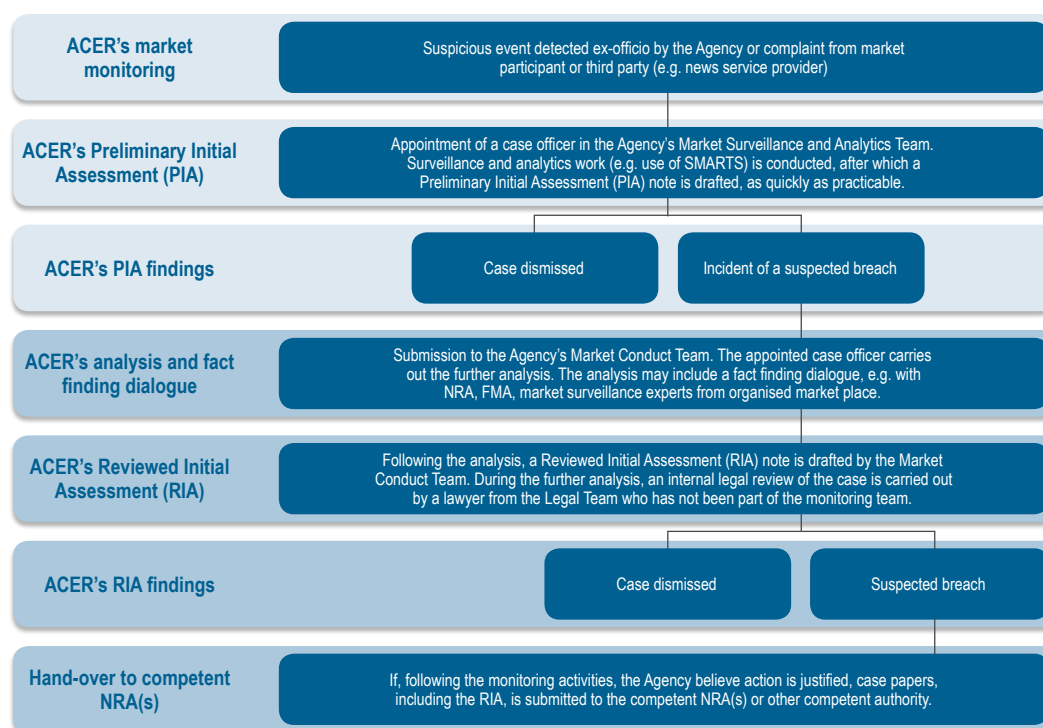 ACER's market
monitoring
Suspicious event detected ex-officio by the Agency or complaint from market
participant or third party (e.g. news service provider)
ACER's Preliminary Initial
Assessment (PIA)
Appointment of a case officer in the Agency's Market Surveillance and Analytics Team.
Surveillance and analytics work (e.g. use of SMARTS) is conducted, after which a
Preliminary Initial Assessment (PIA) note is drafted, as quickly as practicable.
ACER's PIA findings
Case dismissed
Incident of a suspected breach
ACER's analysis and fact
finding dialogue
Submission to the Agency's Market Conduct Team. The appointed case officer carries
out the further analysis. The analysis may include a fact finding dialogue, e.g. with
NRA, FMA, market surveillance experts from organised market place.
ACER's Reviewed Initial
Assessment (RIA)
Following the analysis, a Reviewed Initial Assessment (RIA) note is drafted by the Market
Conduct Team. During the further analysis, an internal legal review of the case is carried out
by a lawyer from the Legal Team who has not been part of the monitoring team.
ACER's RIA findings
Case dismissed
Suspected breach
Hand-over to competent
NRA(s)
If, following the monitoring activities, the Agency believe action is justified, case papers,
including the RIA, is submitted to the competent NRA(s) or other competent authority.